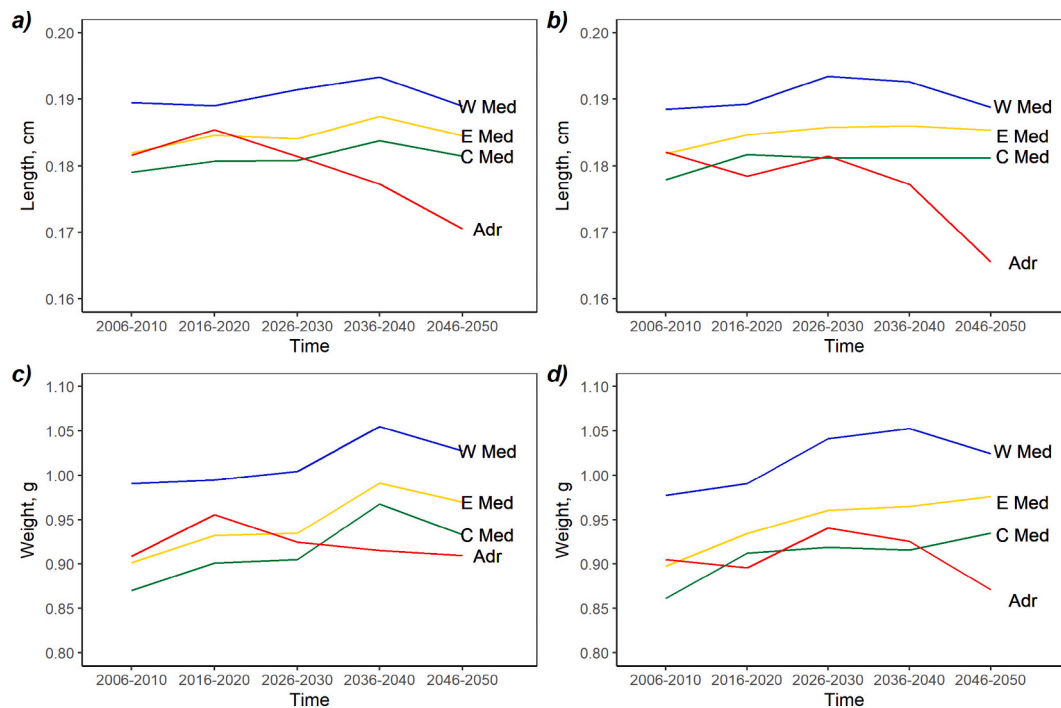 a)
Length, cm
0.20
0.19
0.18
0.17
0.16
W Med
E Med
C Med
Adr
2006-2010 2016-2020 2026-2030 2036-2040 2046-2050
Time
b)
Length, cm
0.20
0.19
0.18
0.17
0.16
W Med
E Med
C Med
Adr
2006-2010 2016-2020 2026-2030 2036-2040 2046-2050
Time
c)
Weight, g
1.10
1.05
1.00
0.95
0.90
0.85
0.80
W Med
E Med
C Med
Adr
2006-2010 2016-2020 2026-2030 2036-2040 2046-2050
Time
d)
Weight, g
1.10
1.05
1.00
0.95
0.90
0.85
0.80
W Med
E Med
C Med
Adr
2006-2010 2016-2020 2026-2030 2036-2040 2046-2050
Time